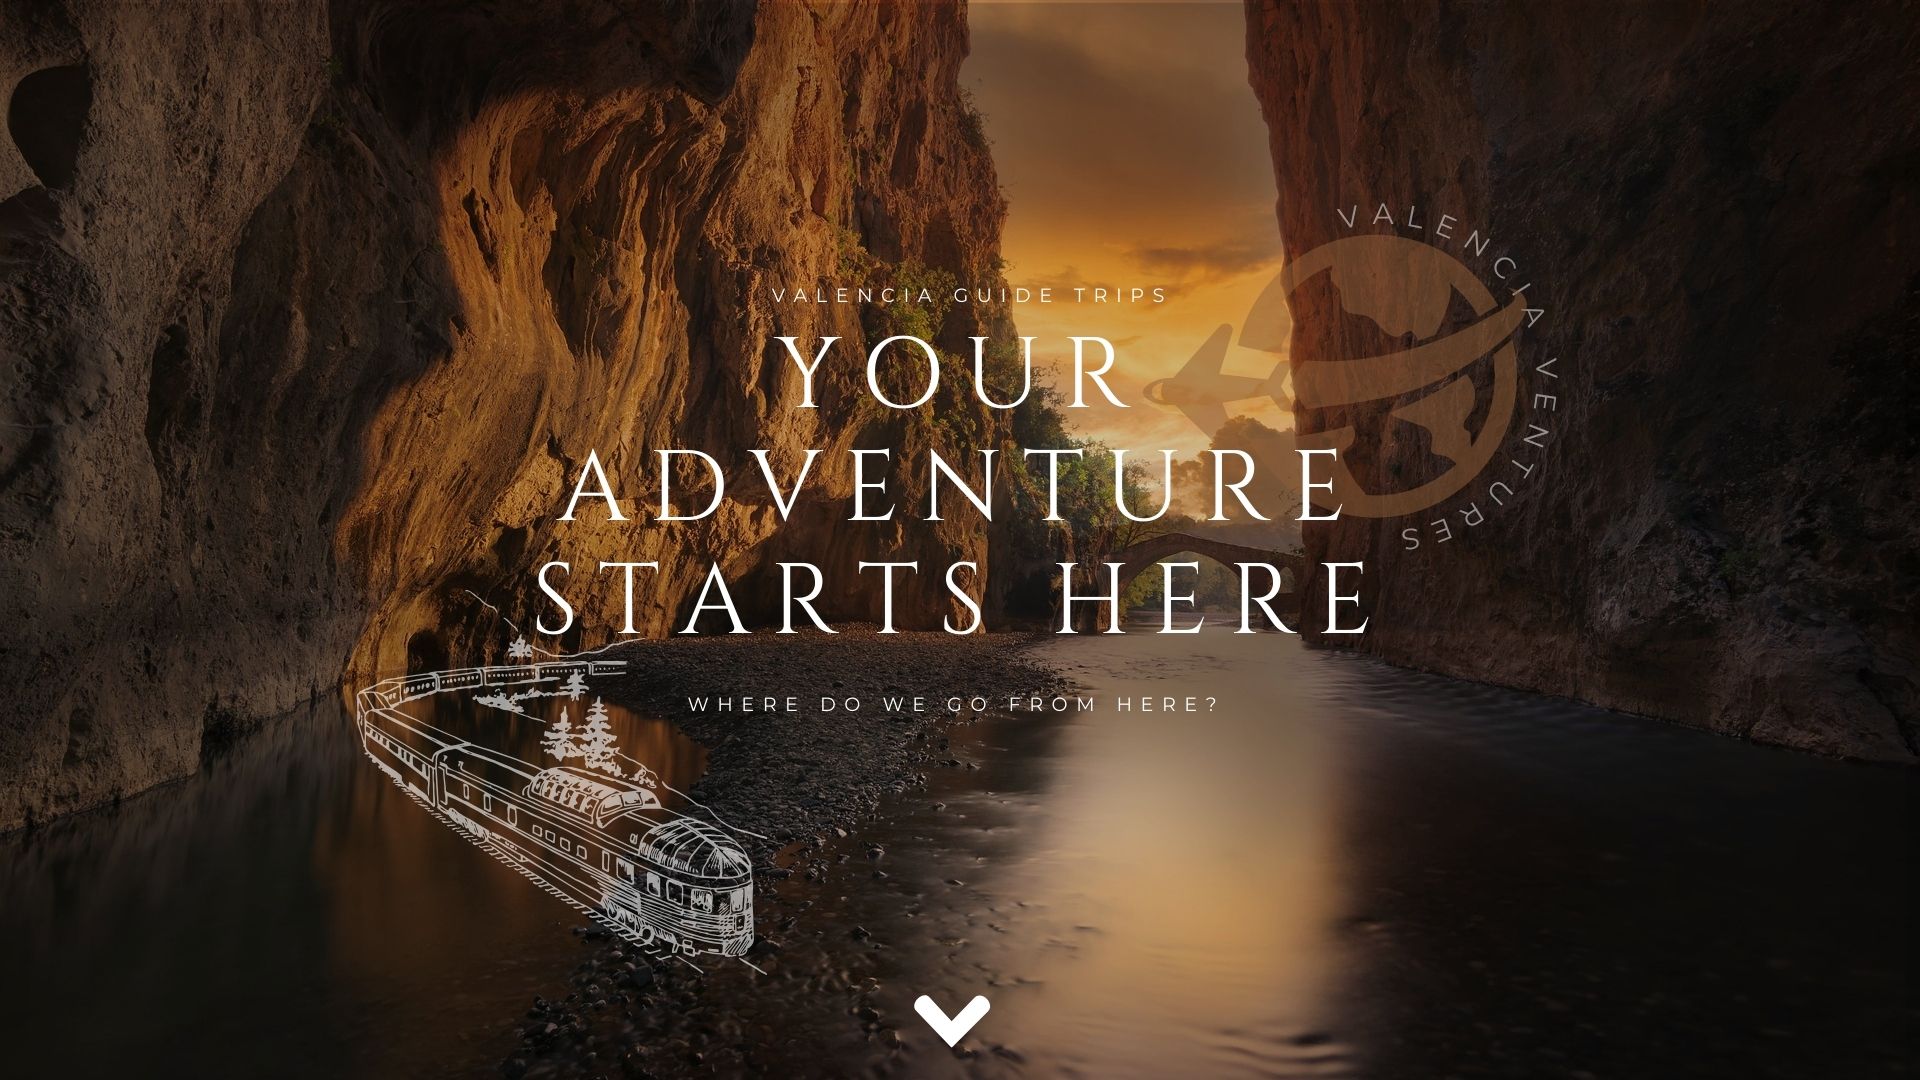 VALENCIA GUIDE TRIPS
YOUR
ADVENTURE
STARTS HERE
VALENCIA VENTURES
WHERE DO WE GO FROM HERE?